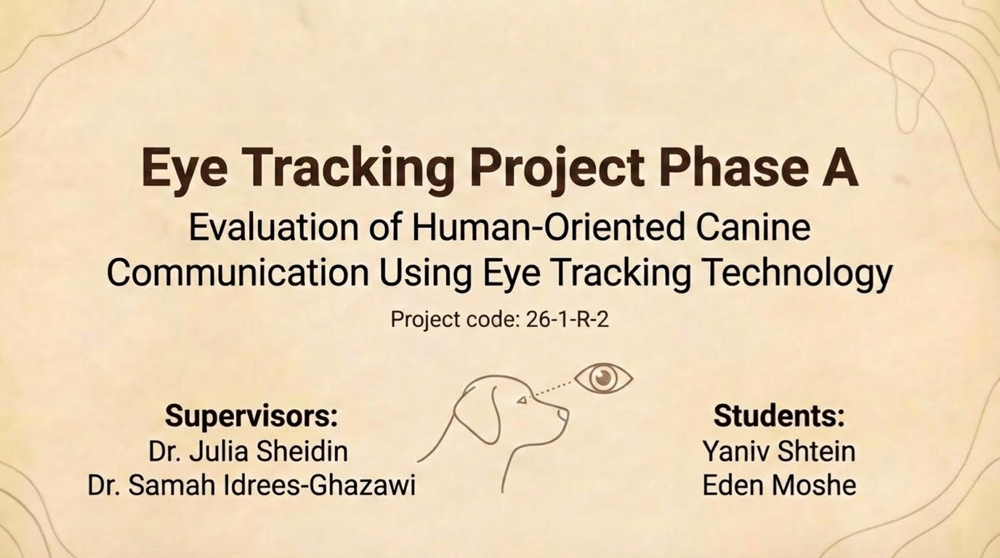 Eye Tracking Project Phase A
Evaluation of Human-Oriented Canine
Communication Using Eye Tracking Technology
Project code: 26-1-R-2
Supervisors:
Dr. Julia Sheidin
Dr. Samah Idrees-Ghazawi
Students:
Yaniv Shtein
Eden Moshe